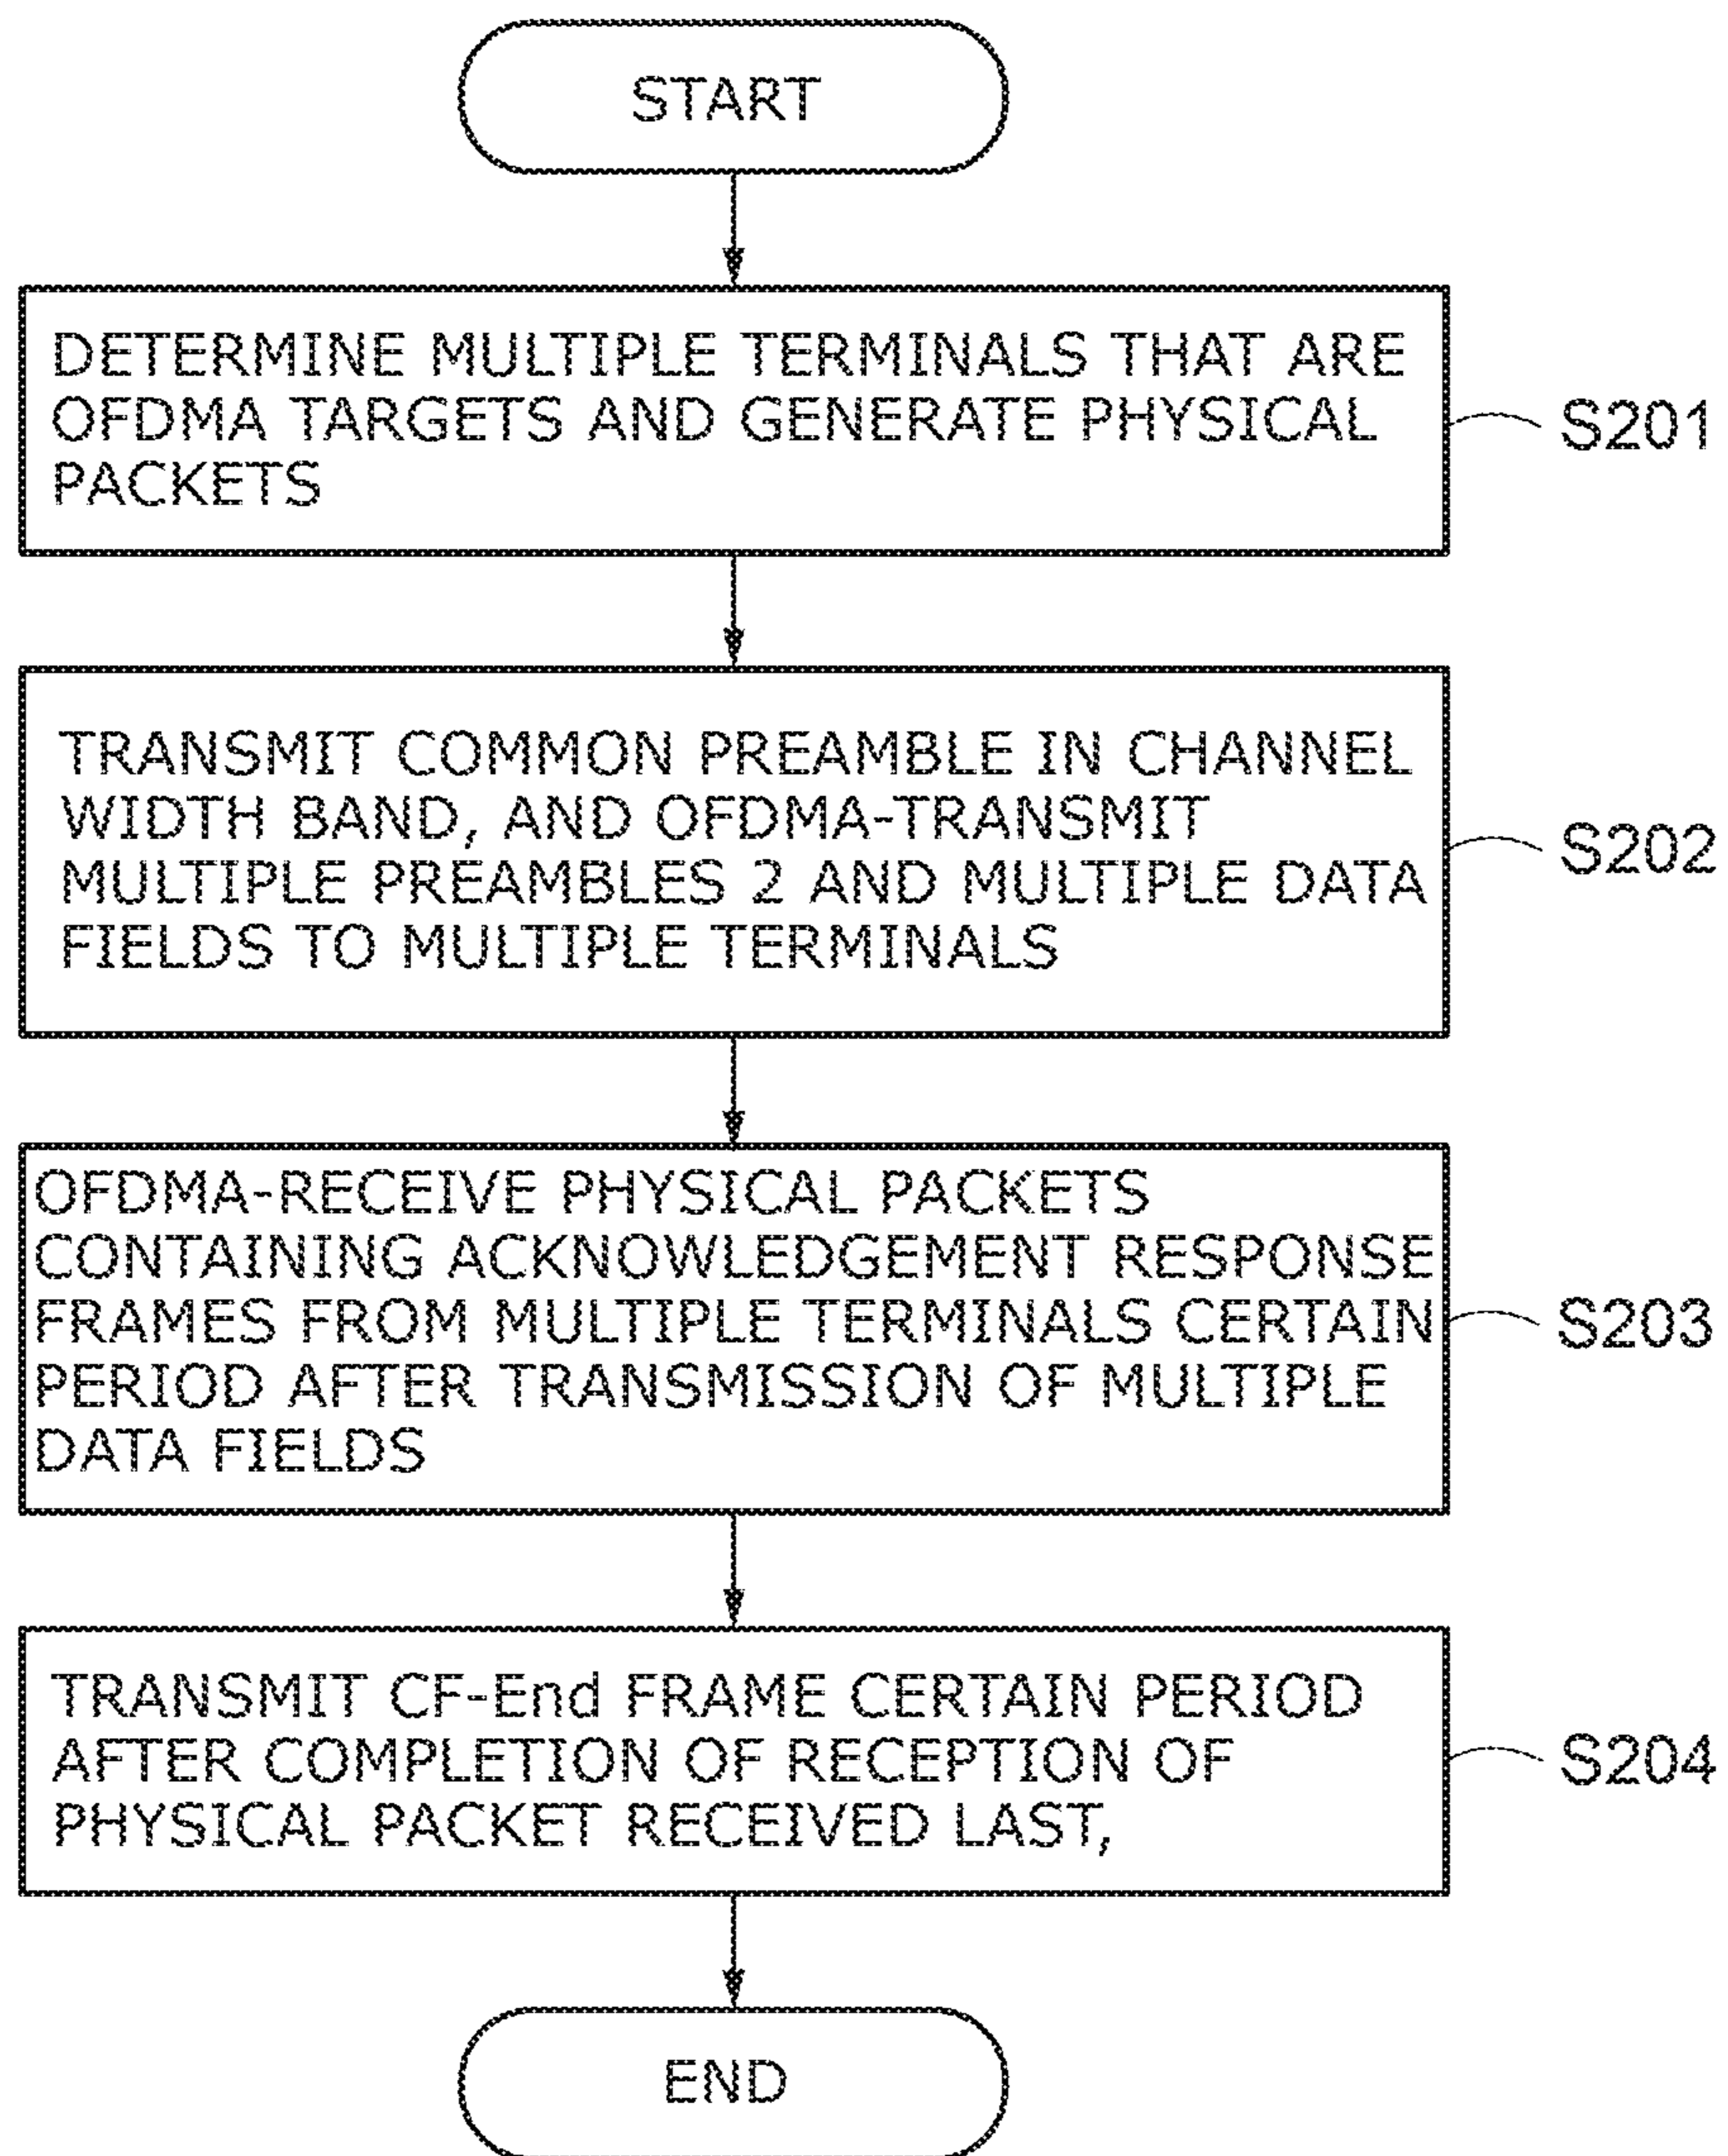 START
DETERMINE MULTIPLE TERMINALS THAT ARE
OFDMA TARGETS AND GENERATE PHYSICAL
PACKETS
S201
TRANSMIT COMMON PREAMBLE IN CHANNEL
WIDTH BAND, AND OFDMA-TRANSMIT
MULTIPLE PREAMBLES 2 AND MULTIPLE DATA
FIELDS TO MULTIPLE TERMINALS
S202
OFDMA-RECEIVE PHYSICAL PACKETS
CONTAINING ACKNOWLEDGEMENT RESPONSE
FRAMES FROM MULTIPLE TERMINALS CERTAIN
PERIOD AFTER TRANSMISSION OF MULTIPLE
DATA FIELDS
S203
TRANSMIT CF-End FRAME CERTAIN PERIOD
AFTER COMPLETION OF RECEPTION OF
PHYSICAL PACKET RECEIVED LAST,
S204
END